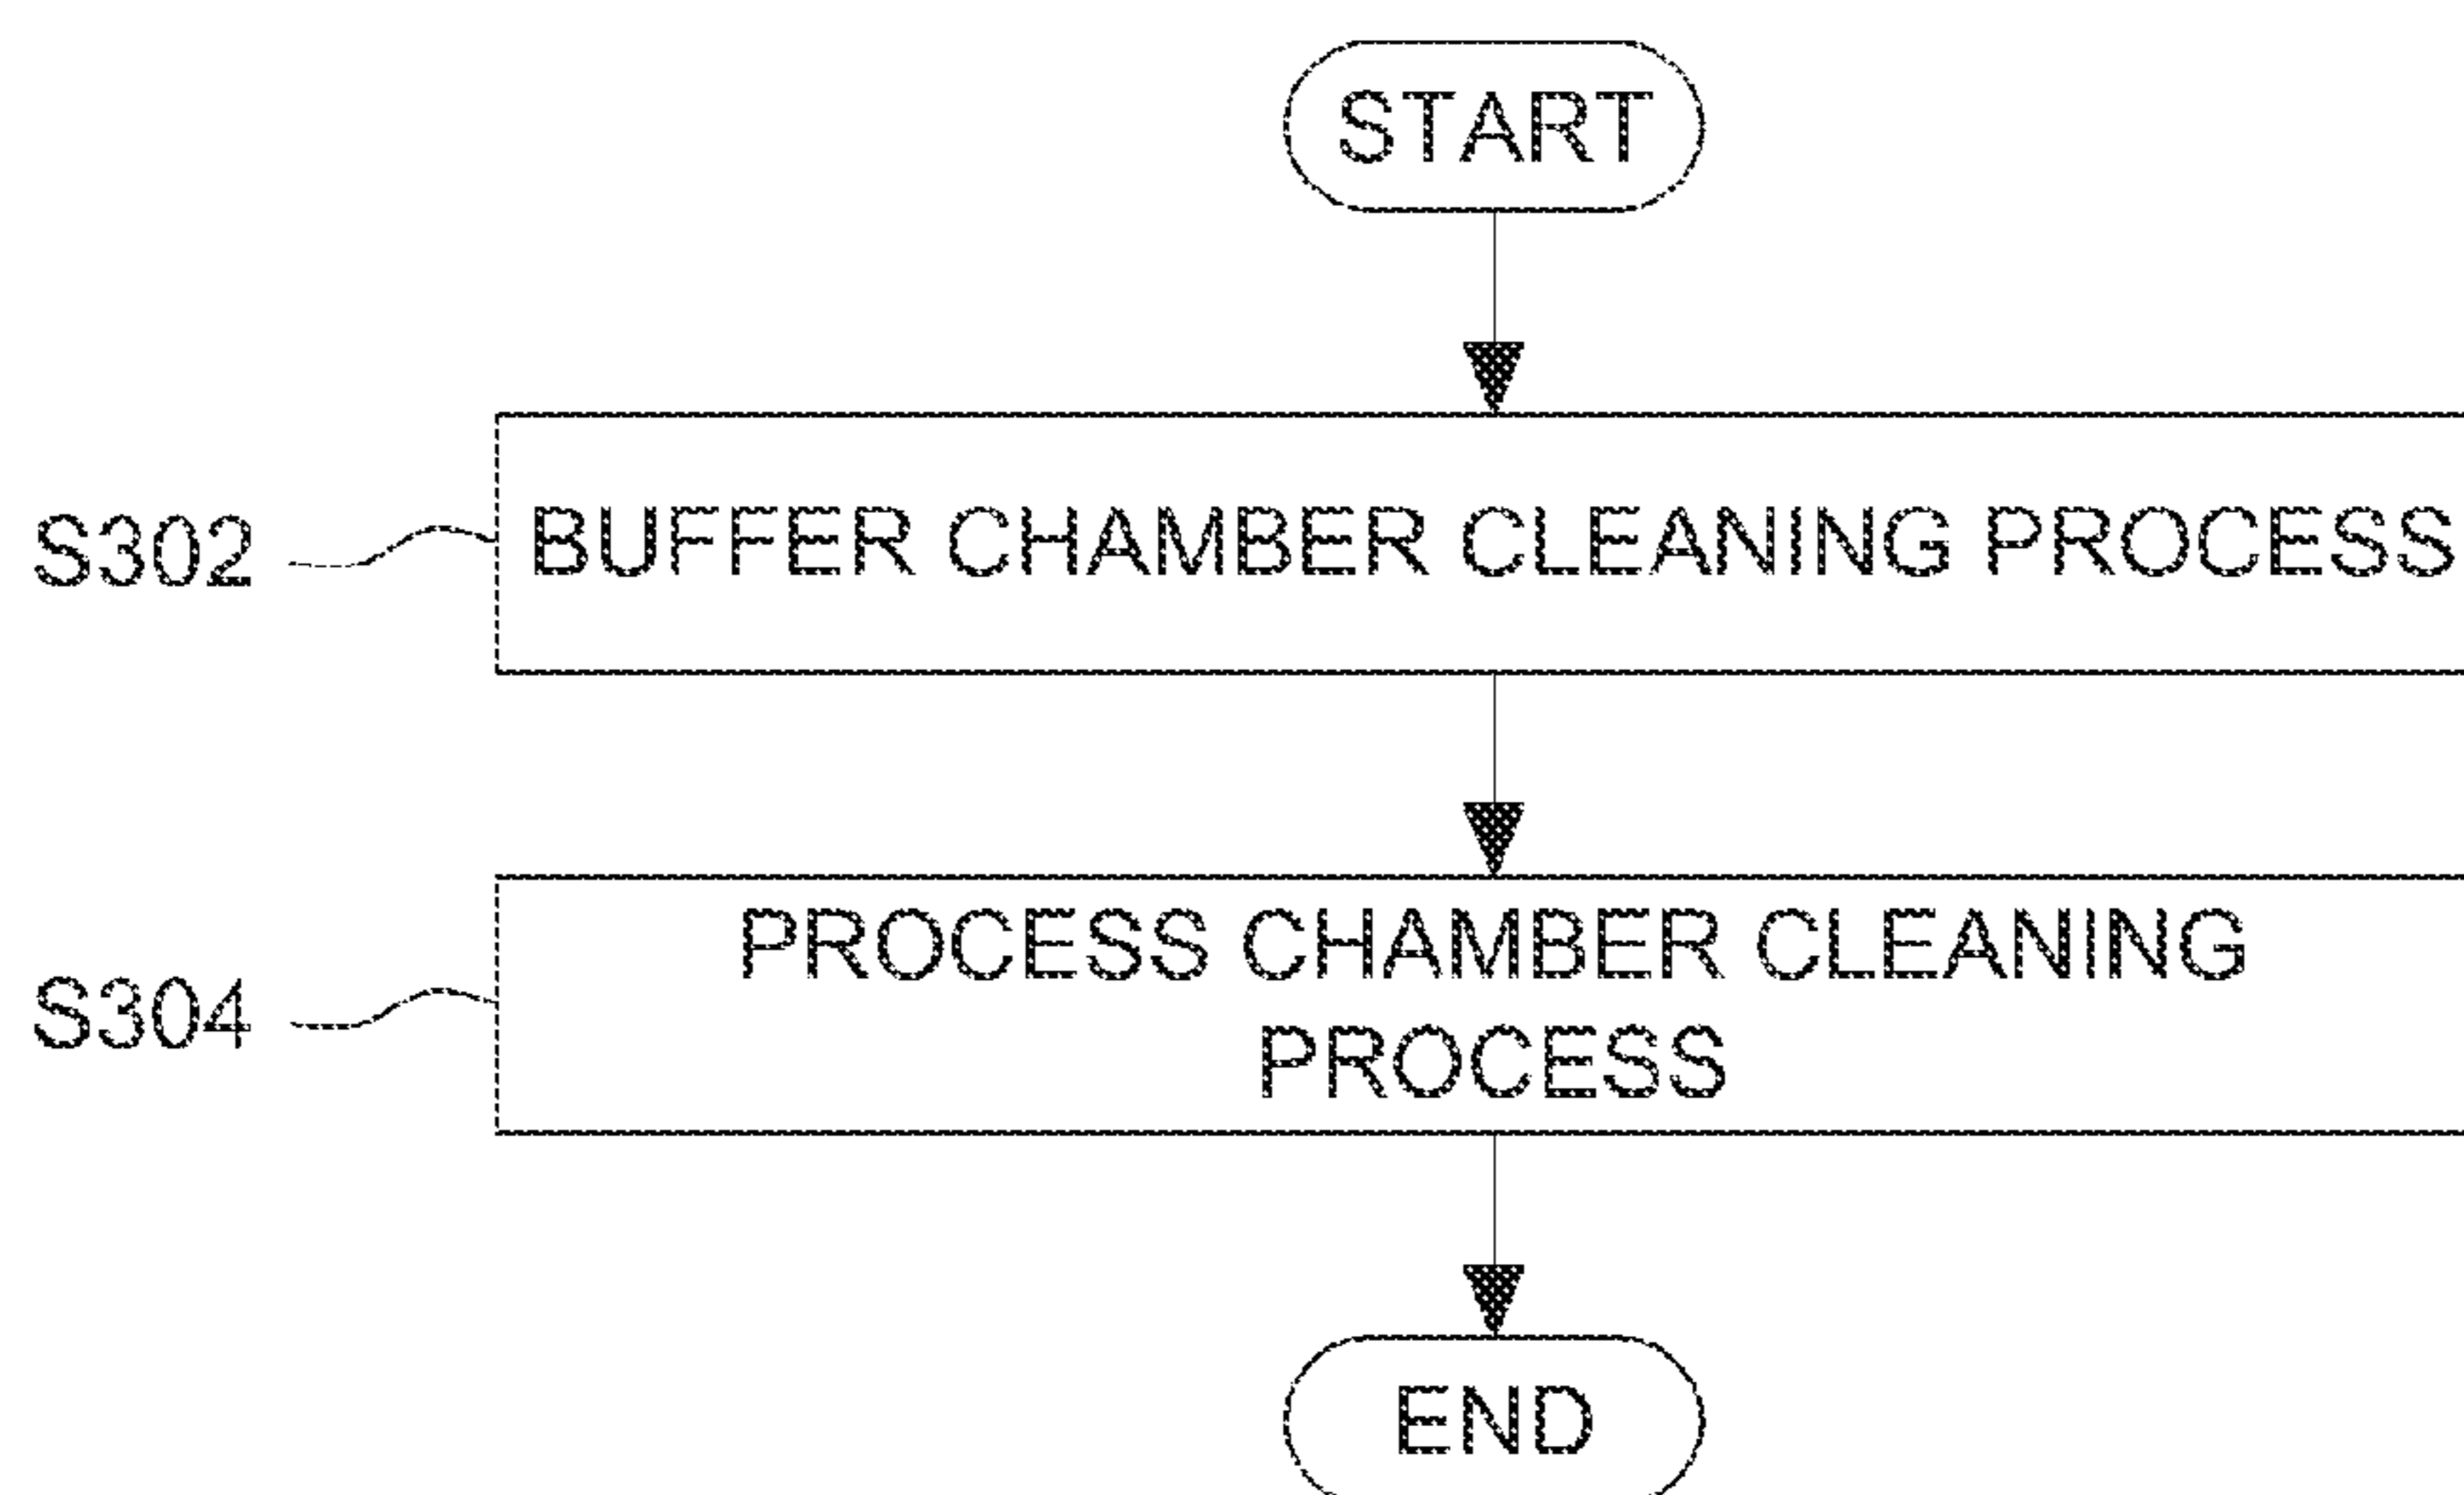 START
S302
BUFFER CHAMBER CLEANING PROCESS
S304
PROCESS CHAMBER CLEANING
PROCESS
END